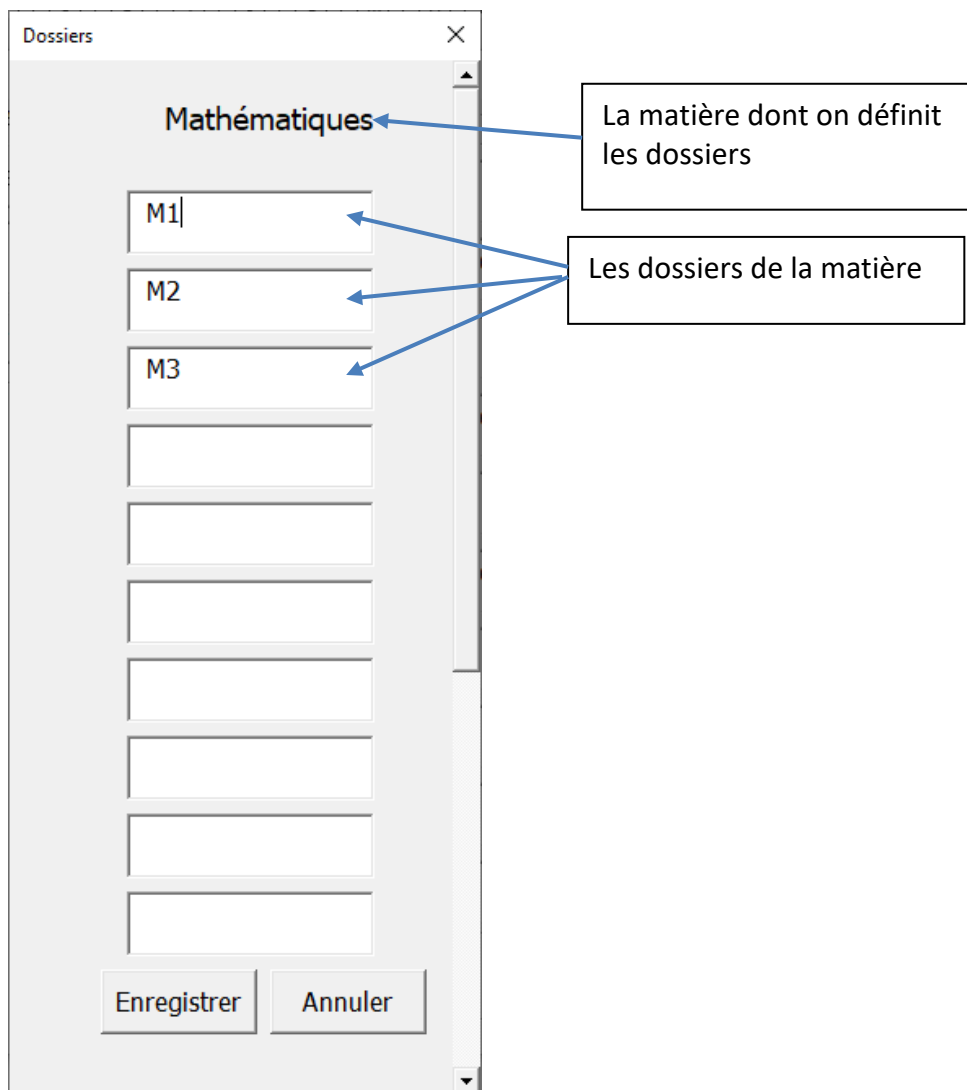 Dossiers
Mathématiques
La matière dont on définit
les dossiers
M1
Les dossiers de la matière
M2
M3
Enregistrer
Annuler